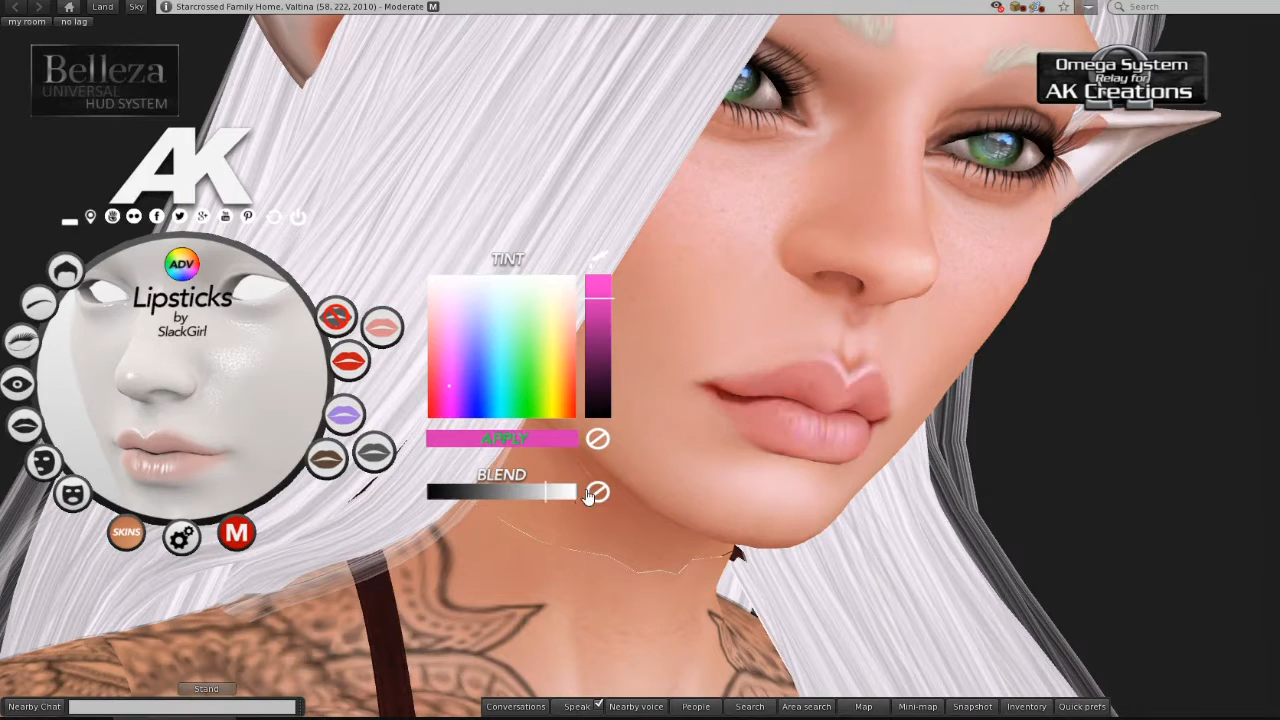 Land Sky Starcrossed Family Home, Valtina (58, 222, 2010) - Moderate M Search
my room no lag
Belleza
UNIVERSAL
HUD SYSTEM
Omega System
Relay for
AK Creations
AK
ADV
Lipsticks
by
SlackGirl
TINT
APPLY
BLEND
SKINS
M
Stand
Nearby Chat Conversations Speak Nearby voice People Search Area search Map Mini-map Snapshot Inventory Quick prefs